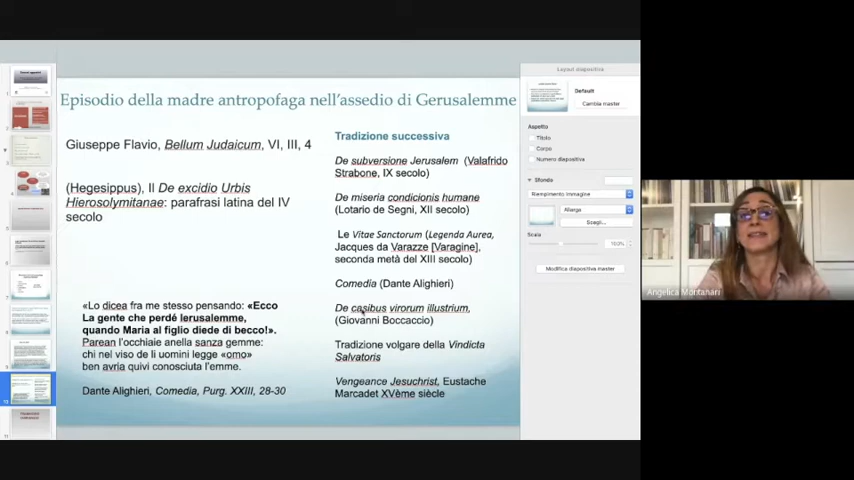 Episodio della madre antropofaga nell'assedio di Gerusalemme
Giuseppe Flavio, Bellum Judaicum, VI, III, 4
(Hegesippus), Il De excidio Urbis
Hierosolymitanae: parafrasi latina del IV
secolo
«Lo dicea fra me stesso pensando: «Ecco
La gente che perdé Ierusalemme,
quando Maria al figlio diede di becco!».
Parean l'occhiaie anella sanza gemme:
chi nel viso de li uomini legge «omo»
ben avria quivi conosciuta l'emme.
Dante Alighieri, Comedia, Purg. XXIII, 28-30
Tradizione successiva
De subversione Jerusalem (Valafrido
Strabone, IX secolo)
De miseria condicionis humane
(Lotario de Segni, XII secolo)
Le Vitae Sanctorum (Legenda Aurea,
Jacques da Varazze [Varagine],
seconda metà del XIII secolo)
Comedia (Dante Alighieri)
De casibus virorum illustrium,
(Giovanni Boccaccio)
Tradizione volgare della Vindicta
Salvatoris
Vengeance Jesuchrist, Eustache
Marcadet XVème siècle
Layout diapositiva
Default
Cambia master
Aspetto
Titolo
Corpo
Numero diapositiva
Sfondo
Riempimento immagine
Allarga
Scegli...
Scala
Modifica diapositiva master
Angelica Montanari